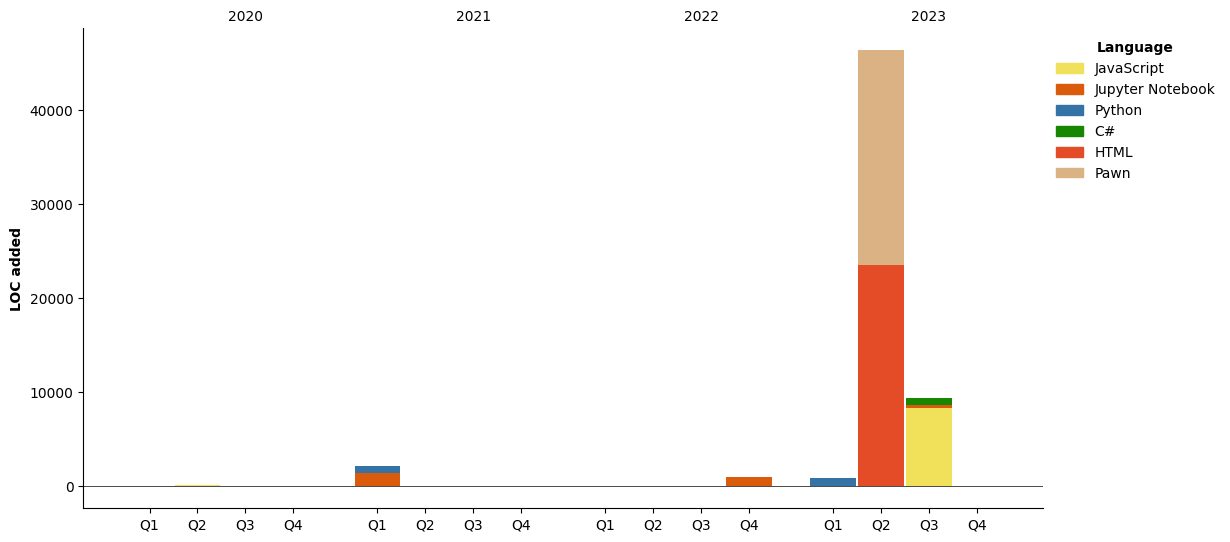 2020 2021 2022 2023
LOC added
40000
30000
20000
10000
0
Q1 Q2 Q3 Q4 Q1 Q2 Q3 Q4 Q1 Q2 Q3 Q4 Q1 Q2 Q3 Q4
Language
JavaScript
Jupyter Notebook
Python
C#
HTML
Pawn